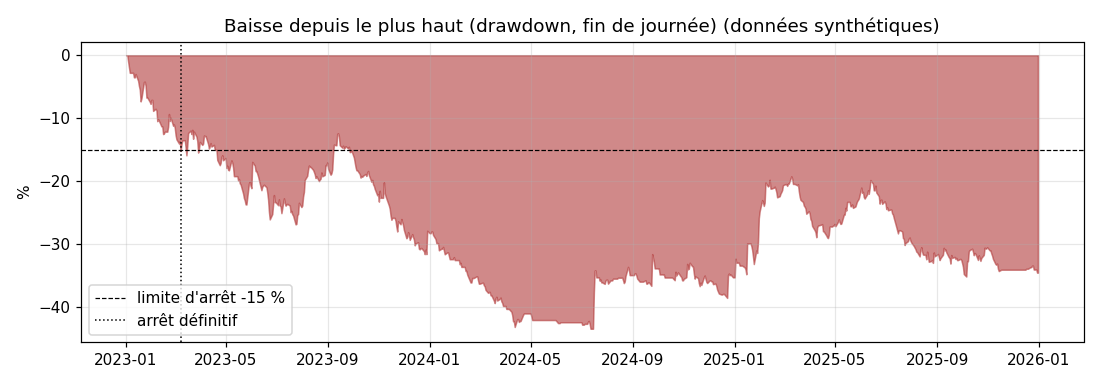 Baisse depuis le plus haut (drawdown, fin de journée) (données synthétiques)
%
0
−10
−20
−30
−40
limite d'arrêt -15 %
arrêt définitif
2023-01 2023-05 2023-09 2024-01 2024-05 2024-09 2025-01 2025-05 2025-09 2026-01